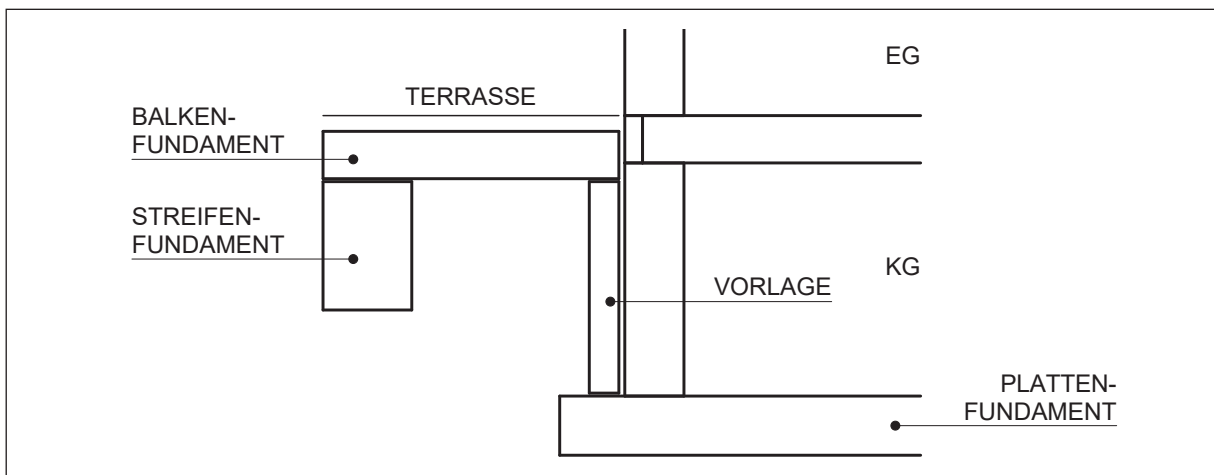 EG
TERRASSE
BALKEN-
FUNDAMENT
STREIFEN-
FUNDAMENT
KG
VORLAGE
PLATTEN-
FUNDAMENT